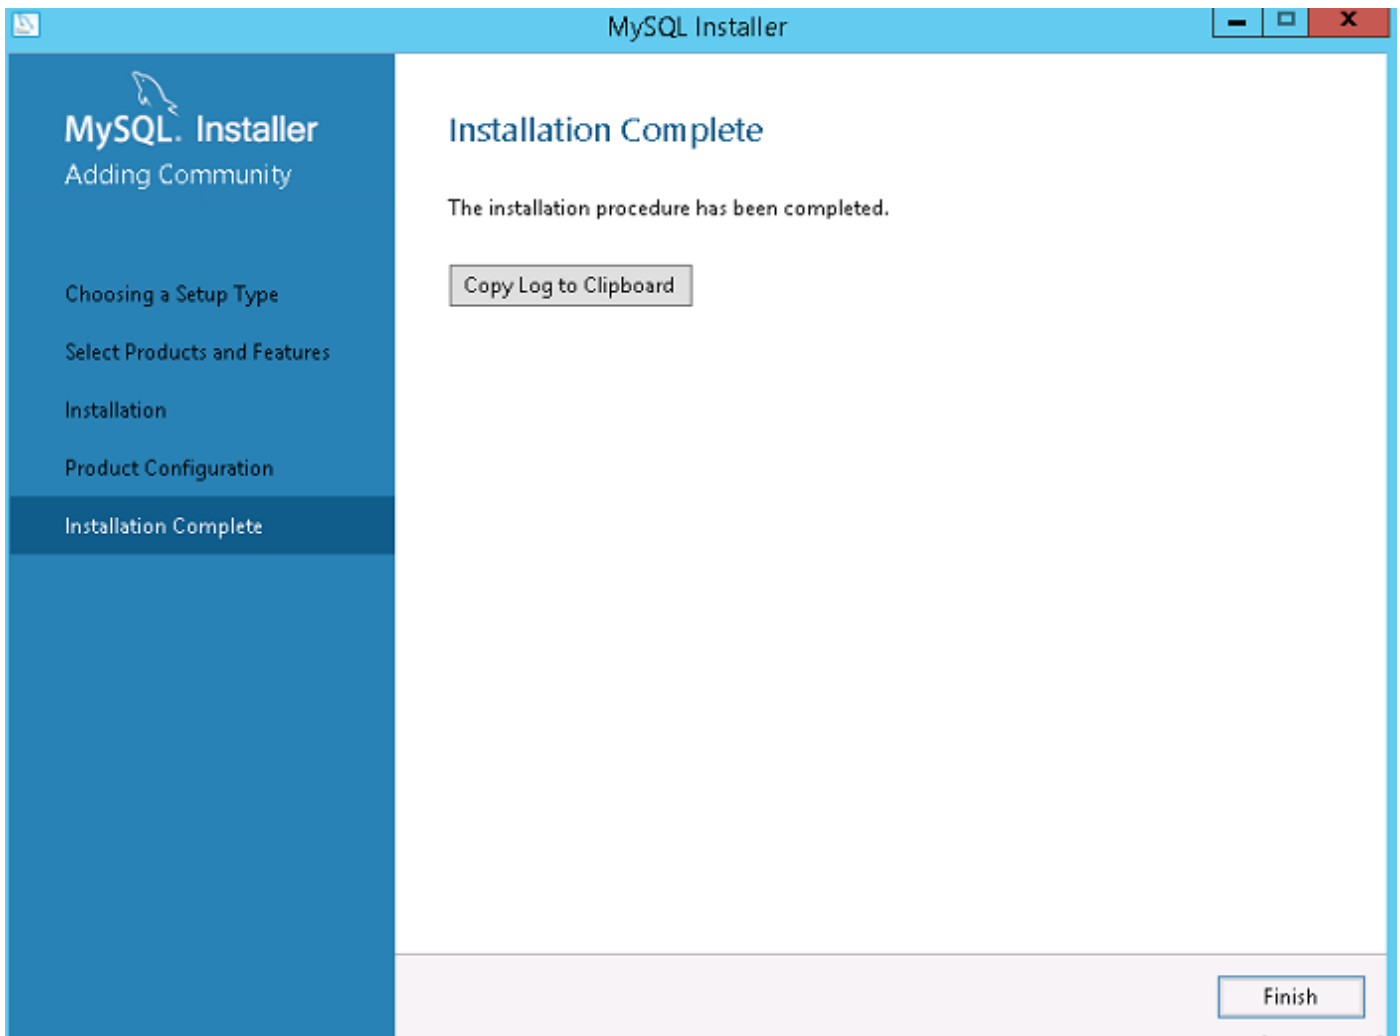 MySQL Installer
MySQL. Installer
Adding Community
Choosing a Setup Type
Select Products and Features
Installation
Product Configuration
Installation Complete
Installation Complete
The installation procedure has been completed.
Copy Log to Clipboard
Finish